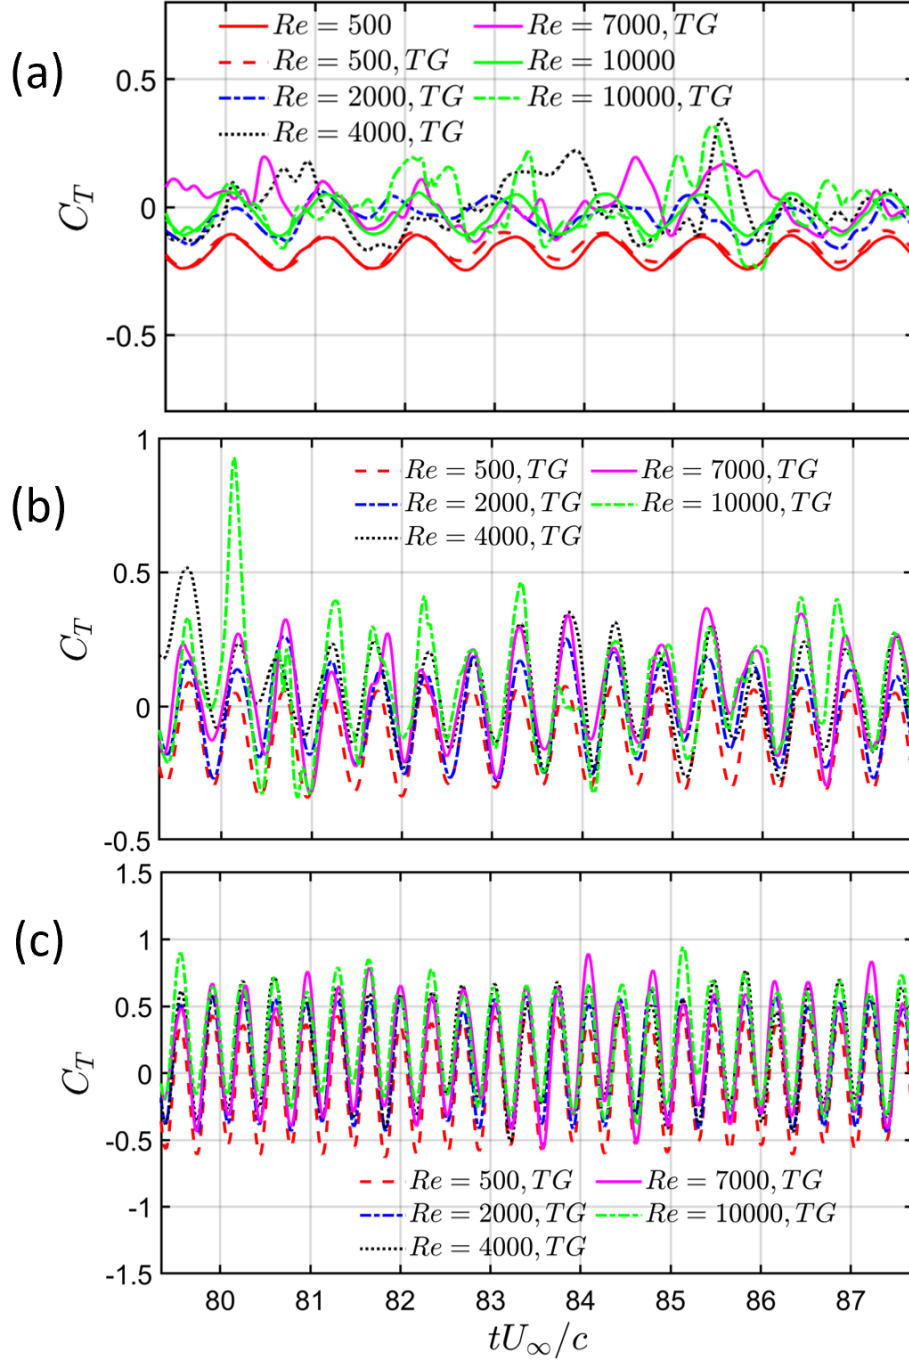 (a)
Re = 500
Re = 7000, TG
Re = 500, TG
Re = 10000
Re = 2000, TG
Re = 10000, TG
Re = 4000, TG
0.5
0
-0.5
C_T
(b)
Re = 500, TG
Re = 7000, TG
Re = 2000, TG
Re = 10000, TG
Re = 4000, TG
1
0.5
0
-0.5
C_T
(c)
1.5
1
0.5
0
-0.5
-1
-1.5
C_T
Re = 500, TG
Re = 7000, TG
Re = 2000, TG
Re = 10000, TG
Re = 4000, TG
80 81 82 83 84 85 86 87
tU_∞/c